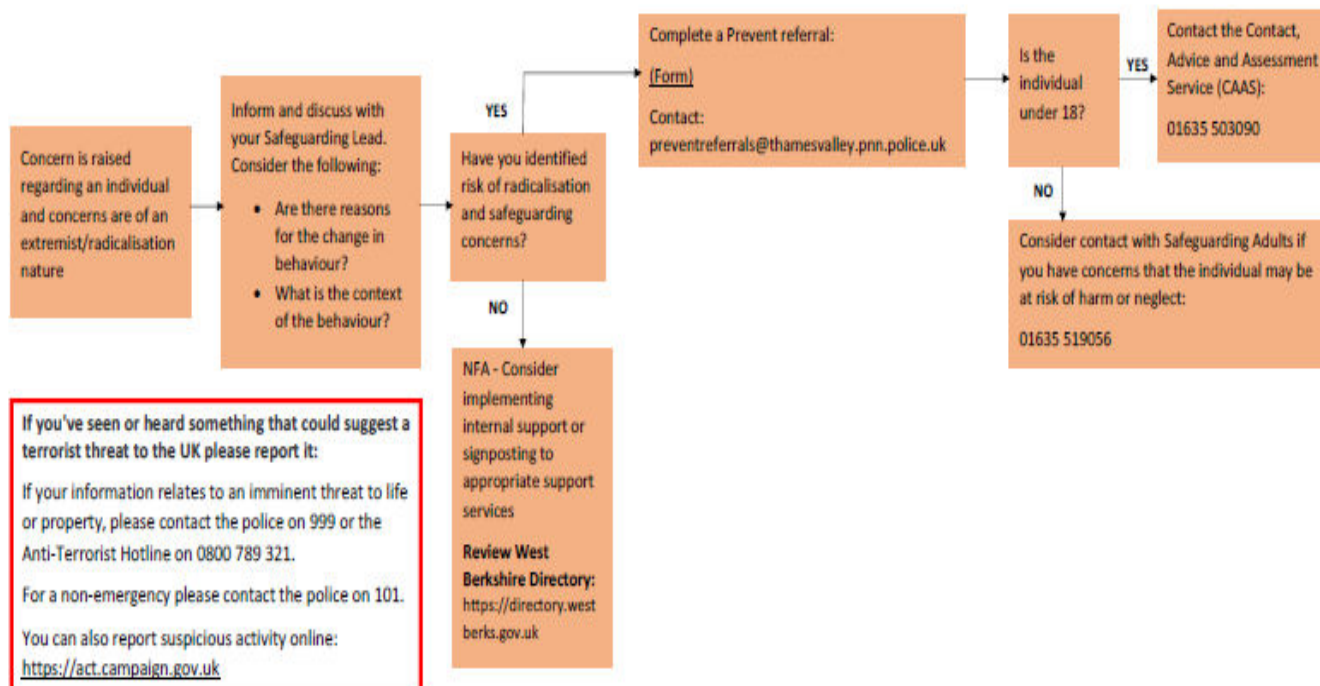 Concern is raised
regarding an individual
and concerns are of an
extremist/radicalisation
nature
Inform and discuss with
your Safeguarding Lead.
Consider the following:
• Are there reasons
for the change in
behaviour?
• What is the context
of the behaviour?
Have you identified
risk of radicalisation
and safeguarding
concerns?
YES
Complete a Prevent referral:
(Form)
Contact:
preventreferrals@thamesvalley.pnn.police.uk
Is the
individual
under 18?
YES
Contact the Contact,
Advice and Assessment
Service (CAAS):
01635 503090
NO
Consider contact with Safeguarding Adults if
you have concerns that the individual may be
at risk of harm or neglect:
01635 519056
NO
NFA - Consider
implementing
internal support or
signposting to
appropriate support
services
Review West
Berkshire Directory:
https://directory.west
berks.gov.uk
If you've seen or heard something that could suggest a
terrorist threat to the UK please report it:
If your information relates to an imminent threat to life
or property, please contact the police on 999 or the
Anti-Terrorist Hotline on 0800 789 321.
For a non-emergency please contact the police on 101.
You can also report suspicious activity online:
https://act.campaign.gov.uk